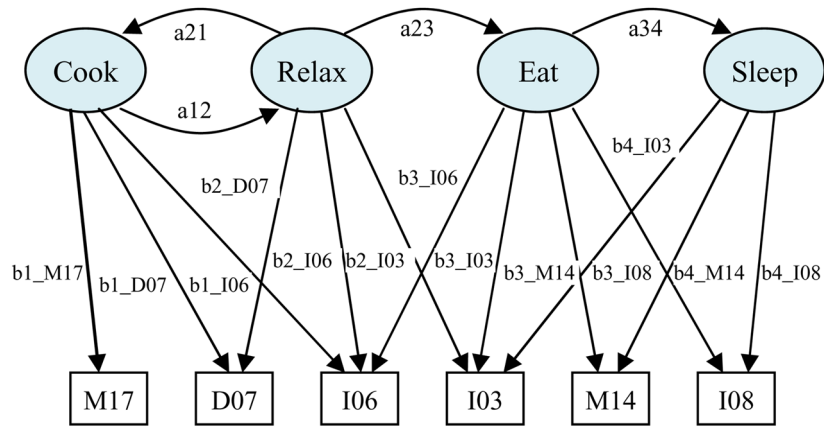 a21
a23
a34
Cook
Relax
Eat
Sleep
a12
b4_I03
b2_D07
b3_I06
b1_M17
b1_D07
b1_I06
b2_I06
b2_I03
b3_I03
b3_M14
b3_I08
b4_M14
b4_I08
M17
D07
I06
I03
M14
I08